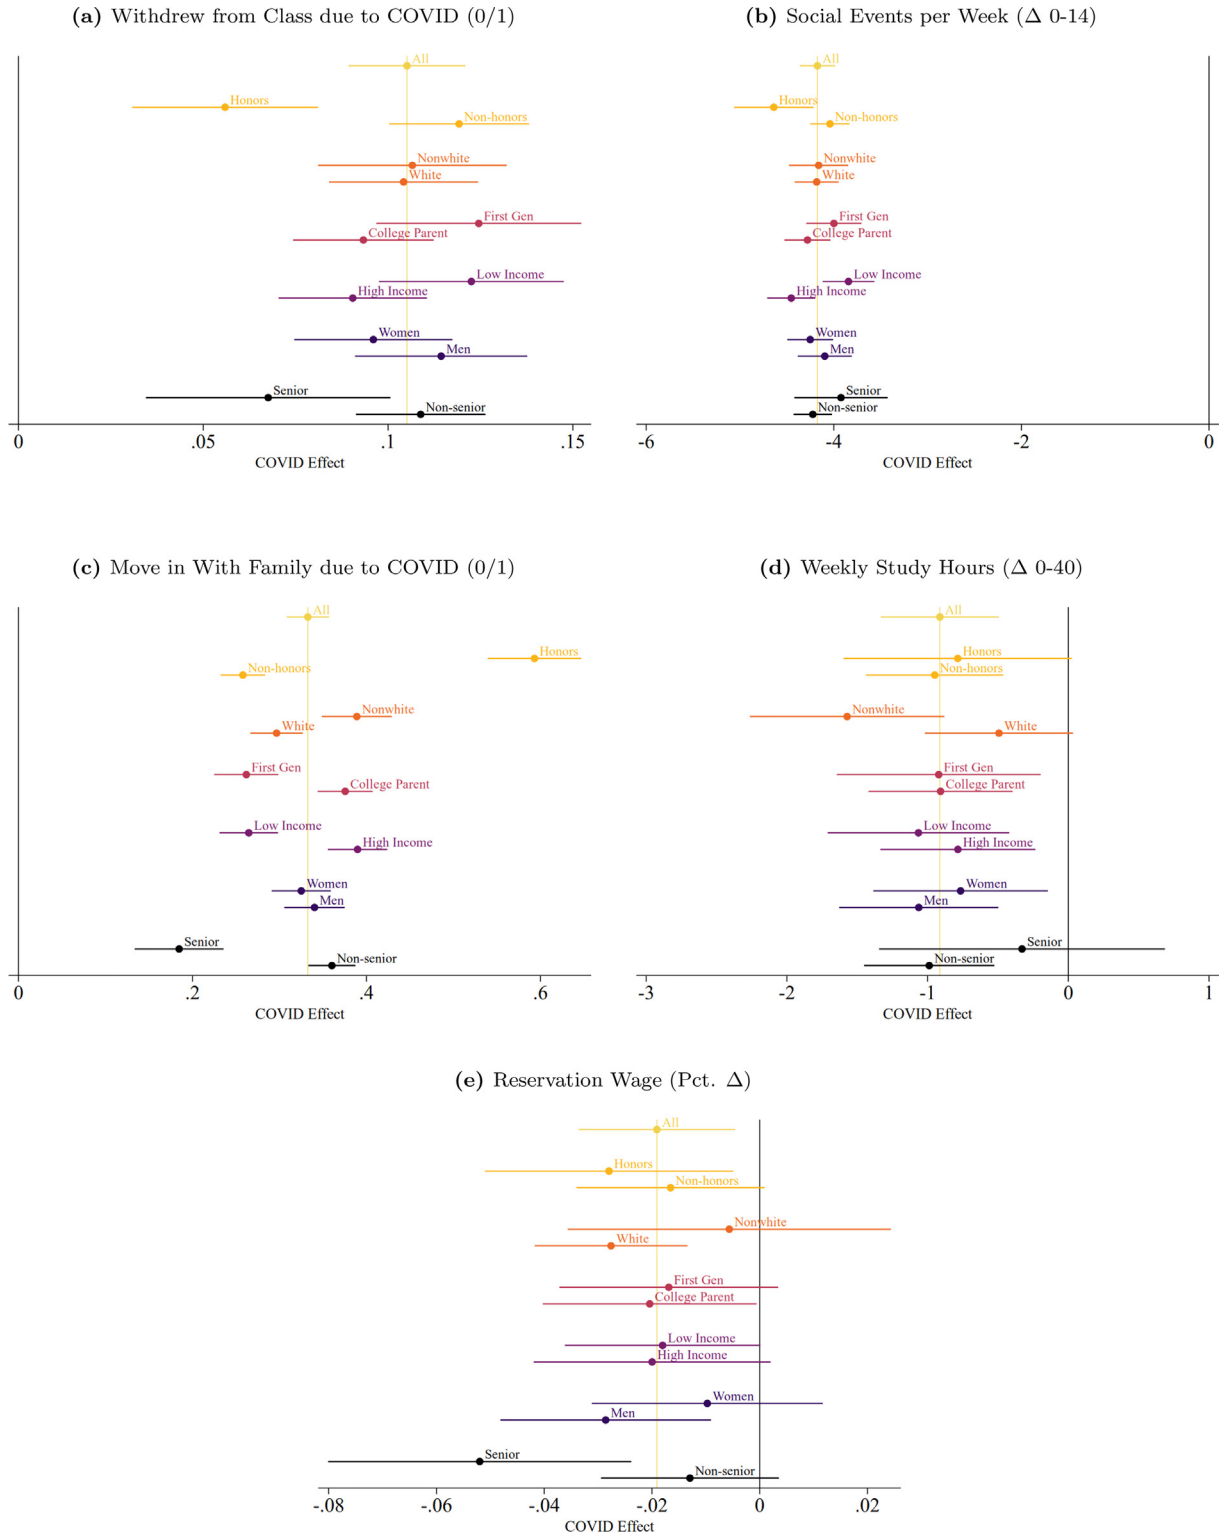 (a) Withdrew from Class due to COVID (0/1)
All
Honors
Non-honors
Nonwhite
White
First Gen
College Parent
Low Income
High Income
Women
Men
Senior
Non-senior
0 .05 .1 .15
COVID Effect
(b) Social Events per Week (Δ 0-14)
All
Honors
Non-honors
Nonwhite
White
First Gen
College Parent
Low Income
High Income
Women
Men
Senior
Non-senior
-6 -4 -2 0
COVID Effect
(c) Move in With Family due to COVID (0/1)
All
Honors
Non-honors
Nonwhite
White
First Gen
College Parent
Low Income
High Income
Women
Men
Senior
Non-senior
0 .2 .4 .6
COVID Effect
(d) Weekly Study Hours (Δ 0-40)
All
Honors
Non-honors
Nonwhite
White
First Gen
College Parent
Low Income
High Income
Women
Men
Senior
Non-senior
-3 -2 -1 0 1
COVID Effect
(e) Reservation Wage (Pct. Δ)
All
Honors
Non-honors
Nonwhite
White
First Gen
College Parent
Low Income
High Income
Women
Men
Senior
Non-senior
-.08 -.06 -.04 -.02 0 .02
COVID Effect